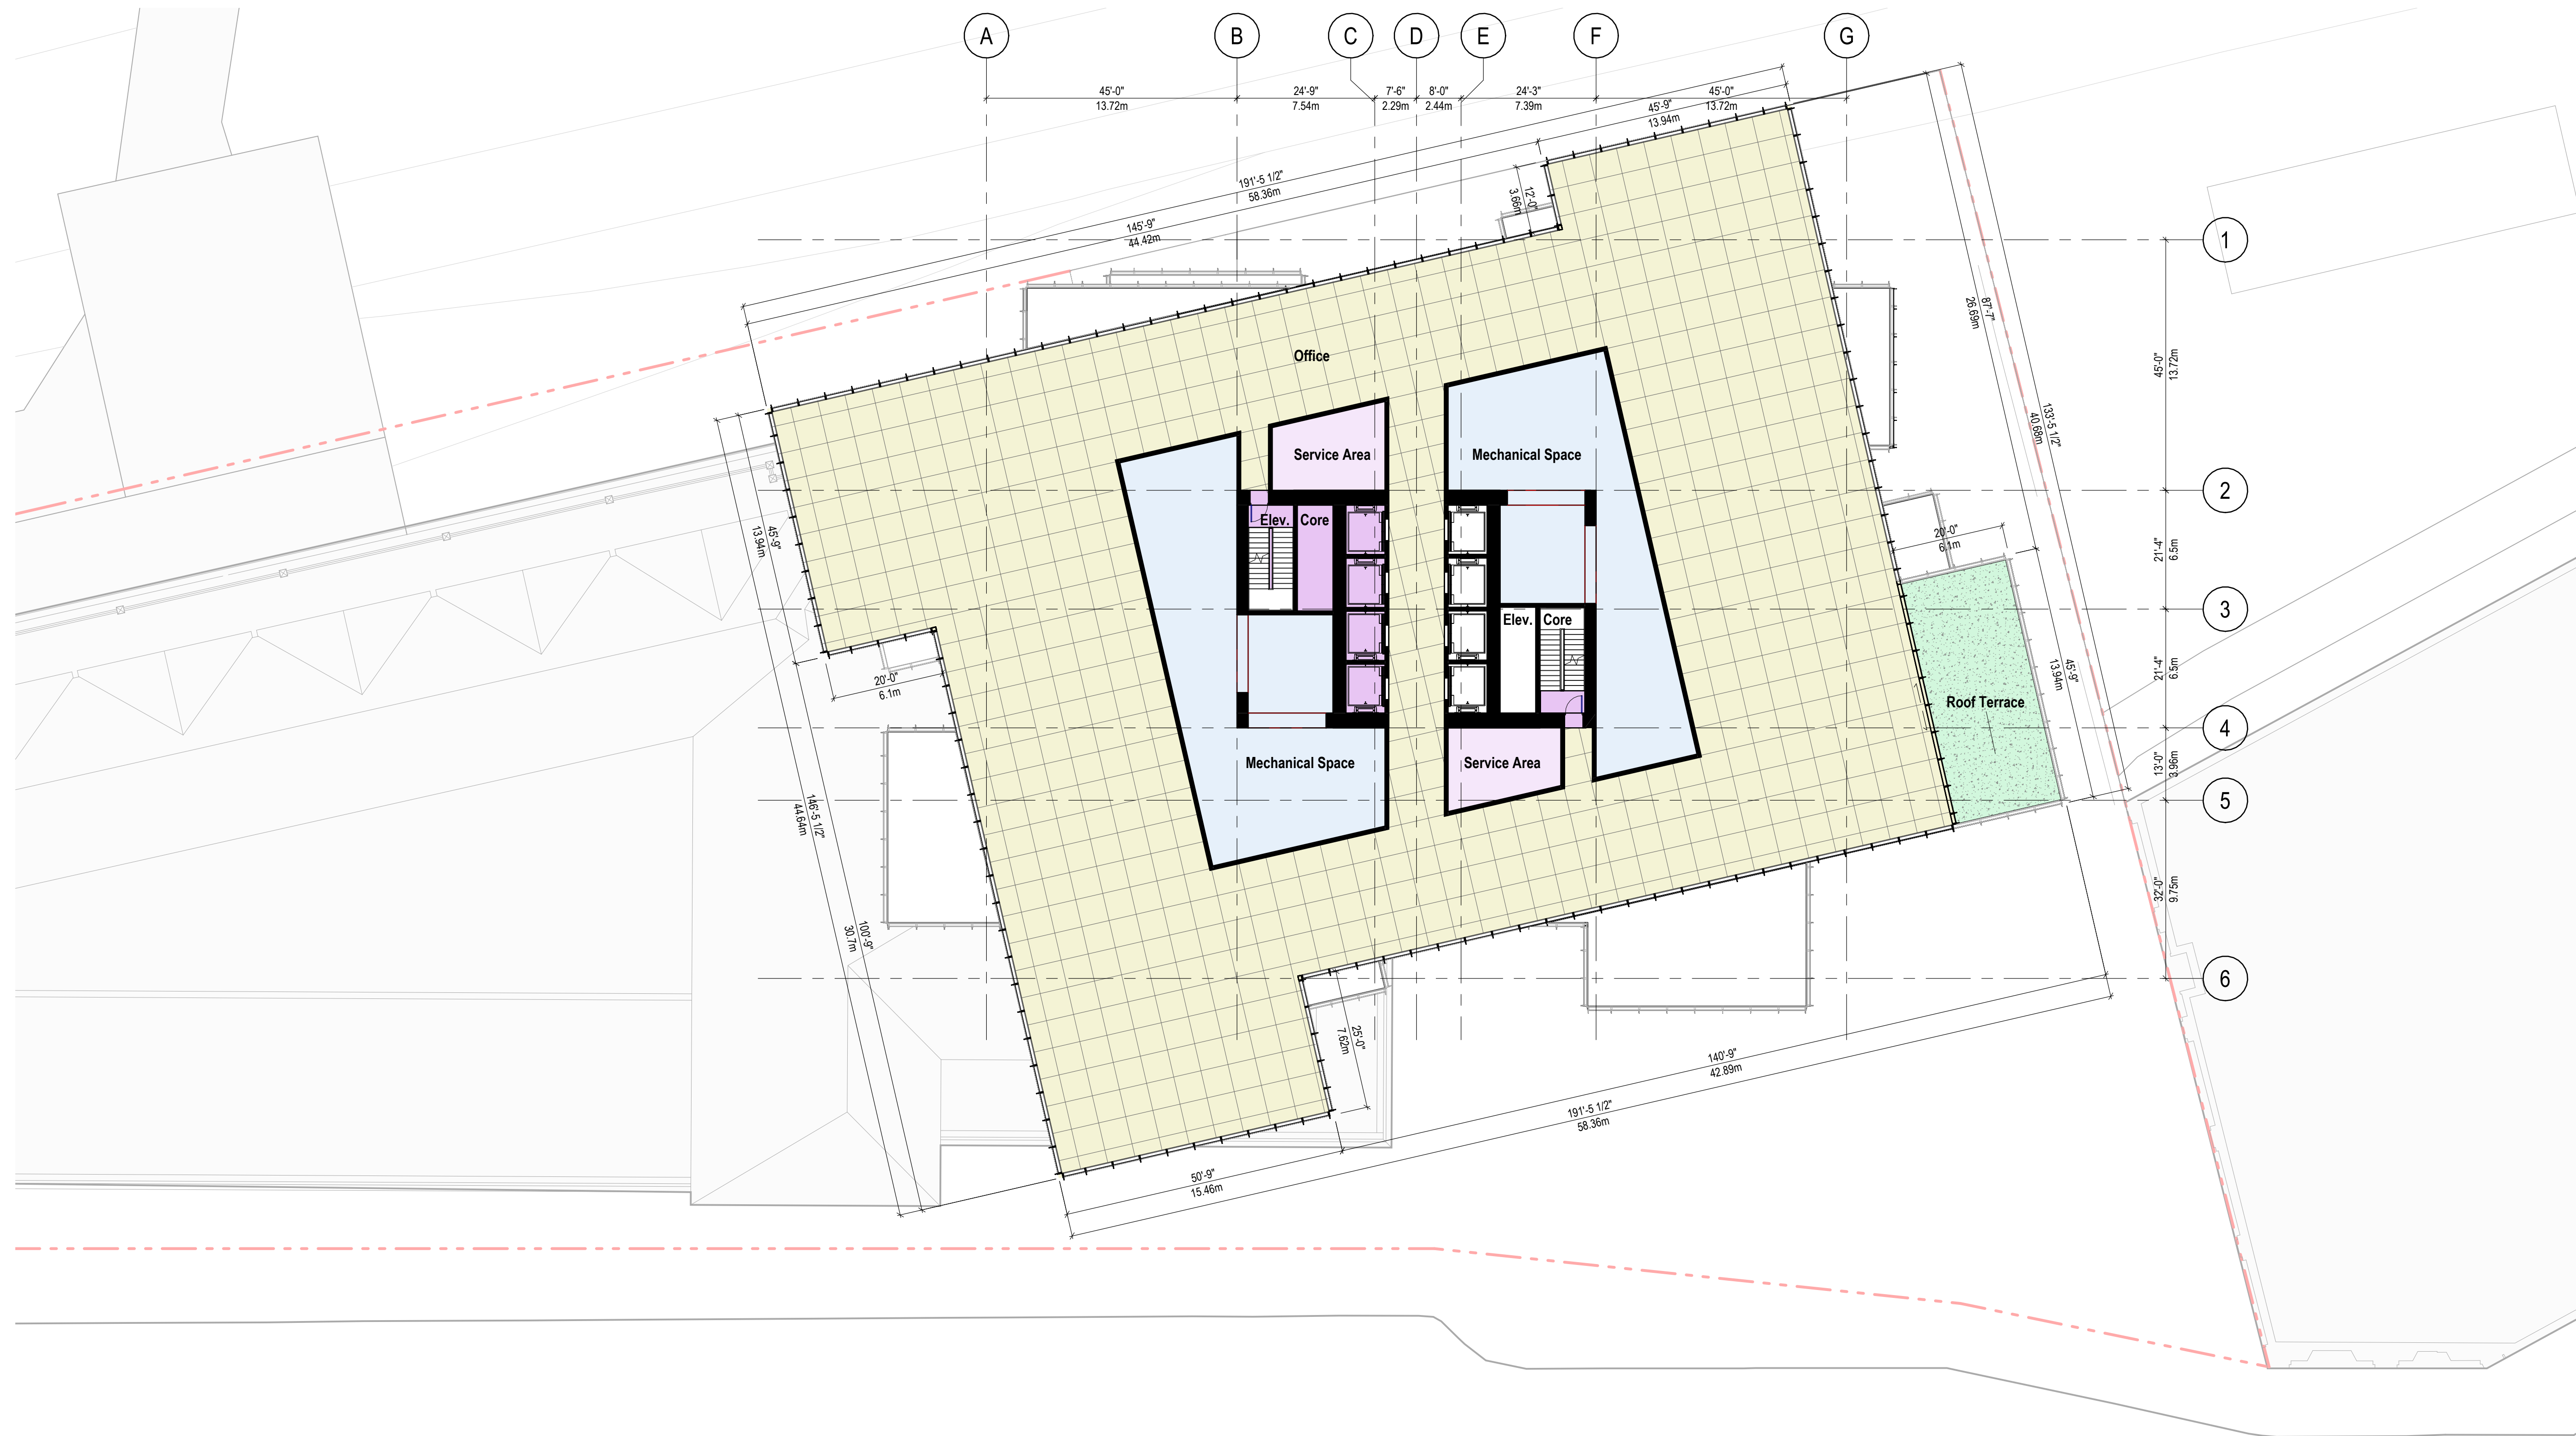 A
B
C
D
E
F
G
45'-0"
13.72m
24'-9"
7.54m
7'-6"
2.29m
8'-0"
2.44m
24'-3"
7.39m
45'-0"
13.72m
45'-9"
13.94m
191'-5 1/2"
58.36m
145'-9"
44.42m
12'-0"
3.66m
1
2
3
4
5
6
45'-0"
13.72m
21'-4"
6.5m
21'-4"
6.5m
13'-0"
3.96m
32'-0"
9.75m
87'-7"
26.69m
133'-5 1/2"
40.68m
45'-9"
13.94m
20'-0"
6.1m
Office
Service Area
Mechanical Space
Elev. Core
Elev. Core
Mechanical Space
Service Area
Roof Terrace
45'-9"
13.94m
20'-0"
6.1m
146'-5 1/2"
44.64m
100'-9"
30.7m
25'-0"
7.62m
140'-9"
42.89m
191'-5 1/2"
58.36m
50'-9"
15.46m